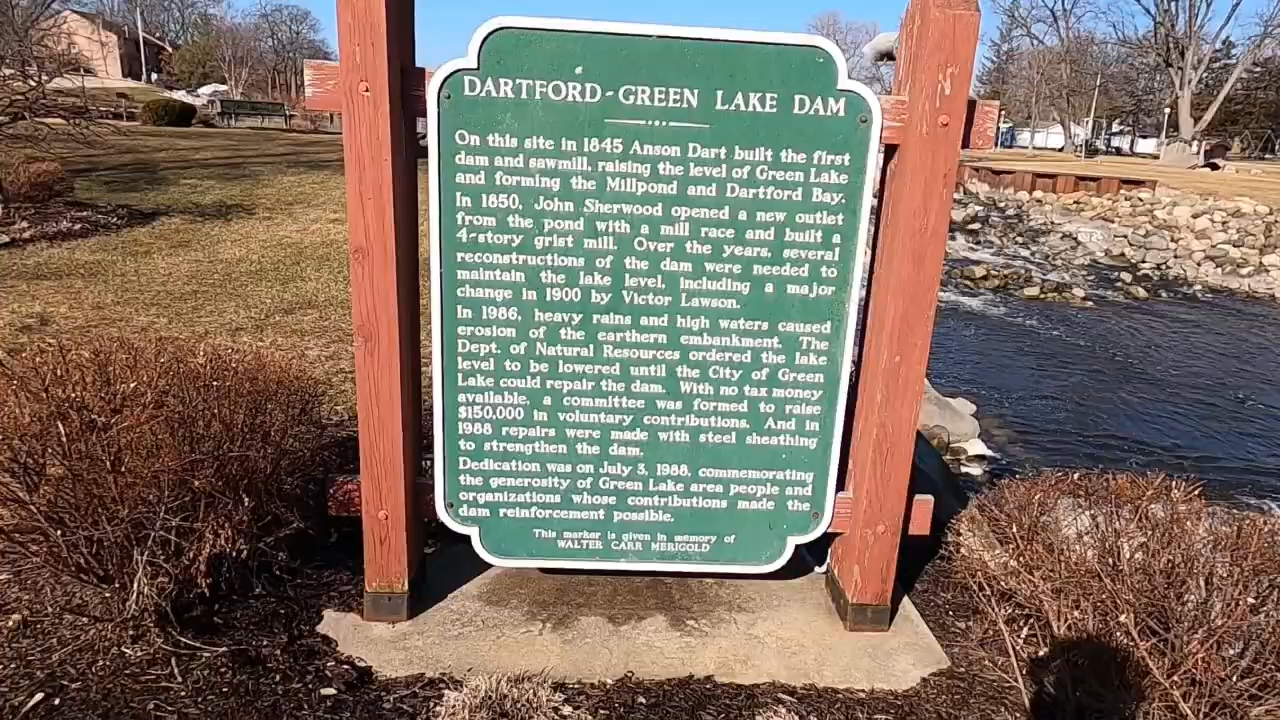 DARTFORD-GREEN LAKE DAM
On this site in 1845 Anson Dart built the first
dam and sawmill, raising the level of Green Lake
and forming the Millpond and Dartford Bay.
In 1850, John Sherwood opened a new outlet
from the pond with a mill race and built a
4-story grist mill. Over the years, several
reconstructions of the dam were needed to
maintain the lake level, including a major
change in 1900 by Victor Lawson.
In 1986, heavy rains and high waters caused
erosion of the earthern embankment. The
Dept. of Natural Resources ordered the lake
level to be lowered until the City of Green
Lake could repair the dam. With no tax money
available, a committee was formed to raise
$150,000 in voluntary contributions. And in
1988 repairs were made with steel sheathing
to strengthen the dam.
Dedication was on July 3, 1988, commemorating
the generosity of Green Lake area people and
organizations whose contributions made the
dam reinforcement possible.
This marker is given in memory of
WALTER CARR MERIGOLD